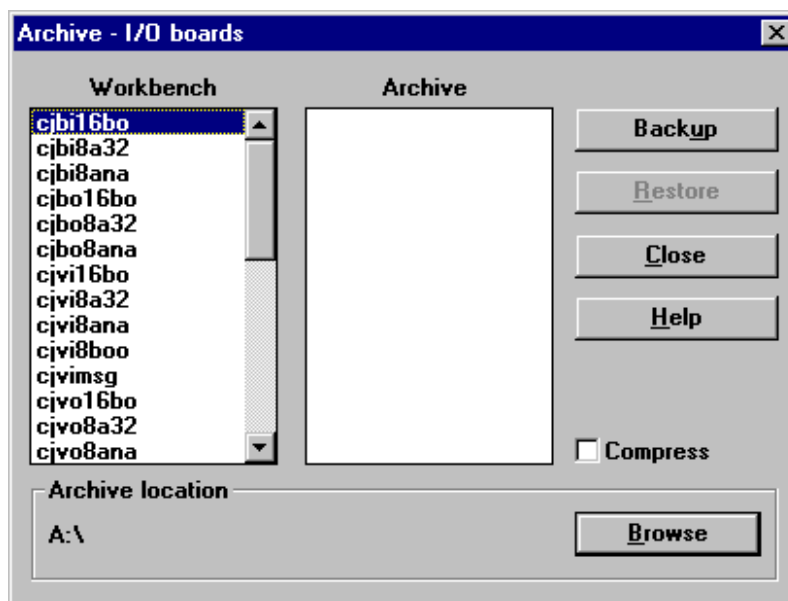 Archive - I/O boards
Workbench
Archive
cjbi16bo
cjbi8a32
cjbi8ana
cjbo16bo
cjbo8a32
cjbo8ana
cjvi16bo
cjvi8a32
cjvi8ana
cjvi8boo
cjvimsg
cjvo16bo
cjvo8a32
cjvo8ana
Backup
Restore
Close
Help
Compress
Archive location
A:\
Browse